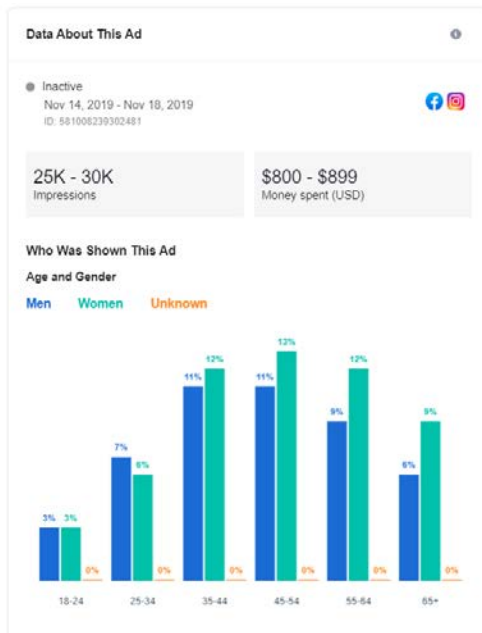 Data About This Ad
Inactive
Nov 14, 2019 - Nov 18, 2019
ID:
25K - 30K
Impressions
$800 - $899
Money spent (USD)
Who Was Shown This Ad
Age and Gender
Men Women Unknown
3% 3% 0%
7% 6% 0%
11% 12% 0%
11% 13% 0%
9% 12% 0%
6% 9% 0%
18-24 25-34 35-44 45-54 55-64 65+